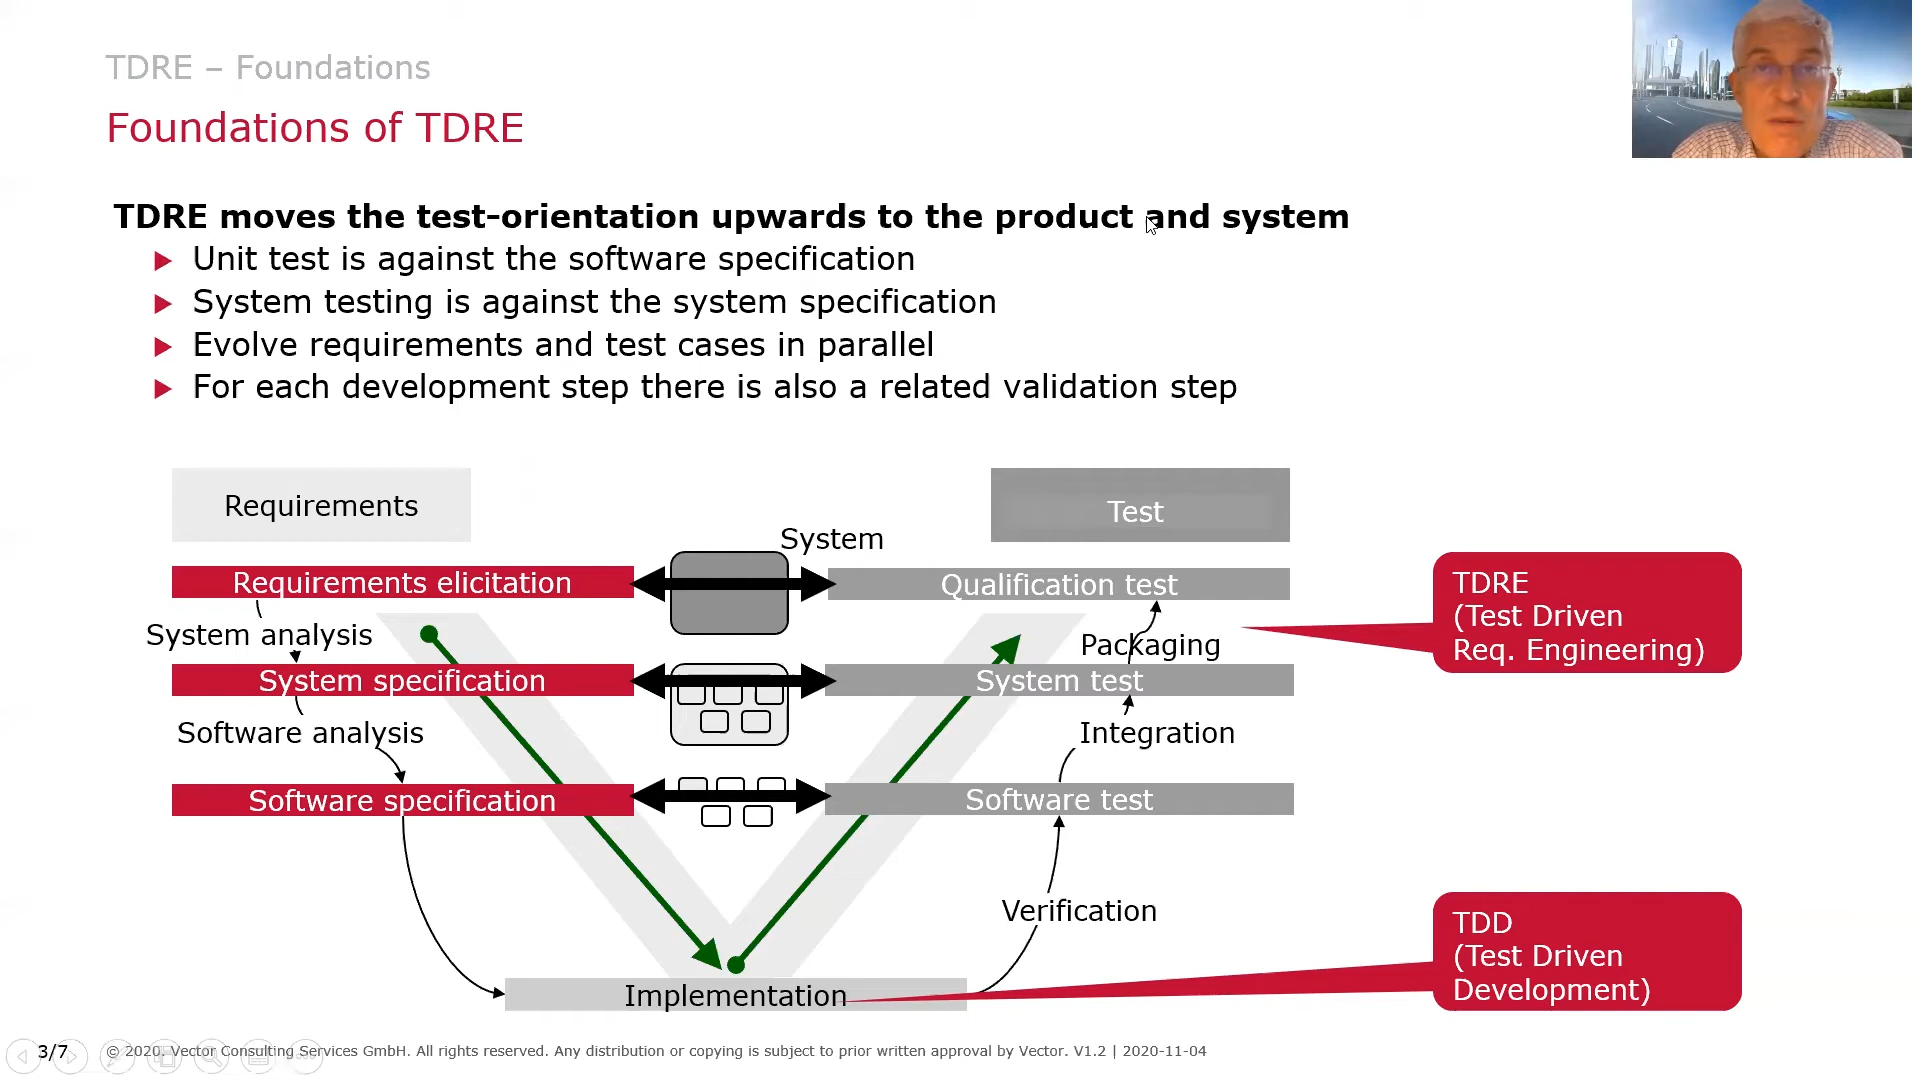 TDRE – Foundations
Foundations of TDRE
TDRE moves the test-orientation upwards to the product and system
Unit test is against the software specification
System testing is against the system specification
Evolve requirements and test cases in parallel
For each development step there is also a related validation step
Requirements
Test
System
Requirements elicitation
Qualification test
System analysis
Packaging
System specification
System test
Software analysis
Integration
Software specification
Software test
Verification
Implementation
TDRE
(Test Driven
Req. Engineering)
TDD
(Test Driven
Development)
3/7
© 2020. Vector Consulting Services GmbH. All rights reserved. Any distribution or copying is subject to prior written approval by Vector. V1.2 | 2020-11-04